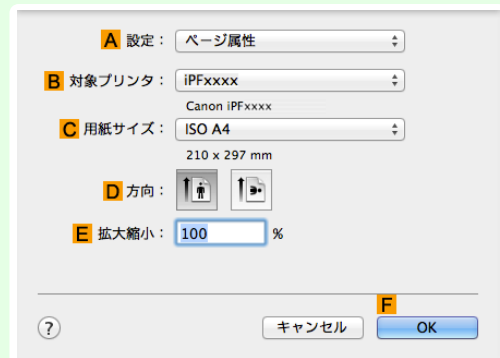 A 設定： ページ属性
B 対象プリンタ： iPFxxxx
Canon iPFxxxx
C 用紙サイズ： ISO A4
210 x 297 mm
D 方向：
E 拡大縮小： 100 %
F
? キャンセル OK